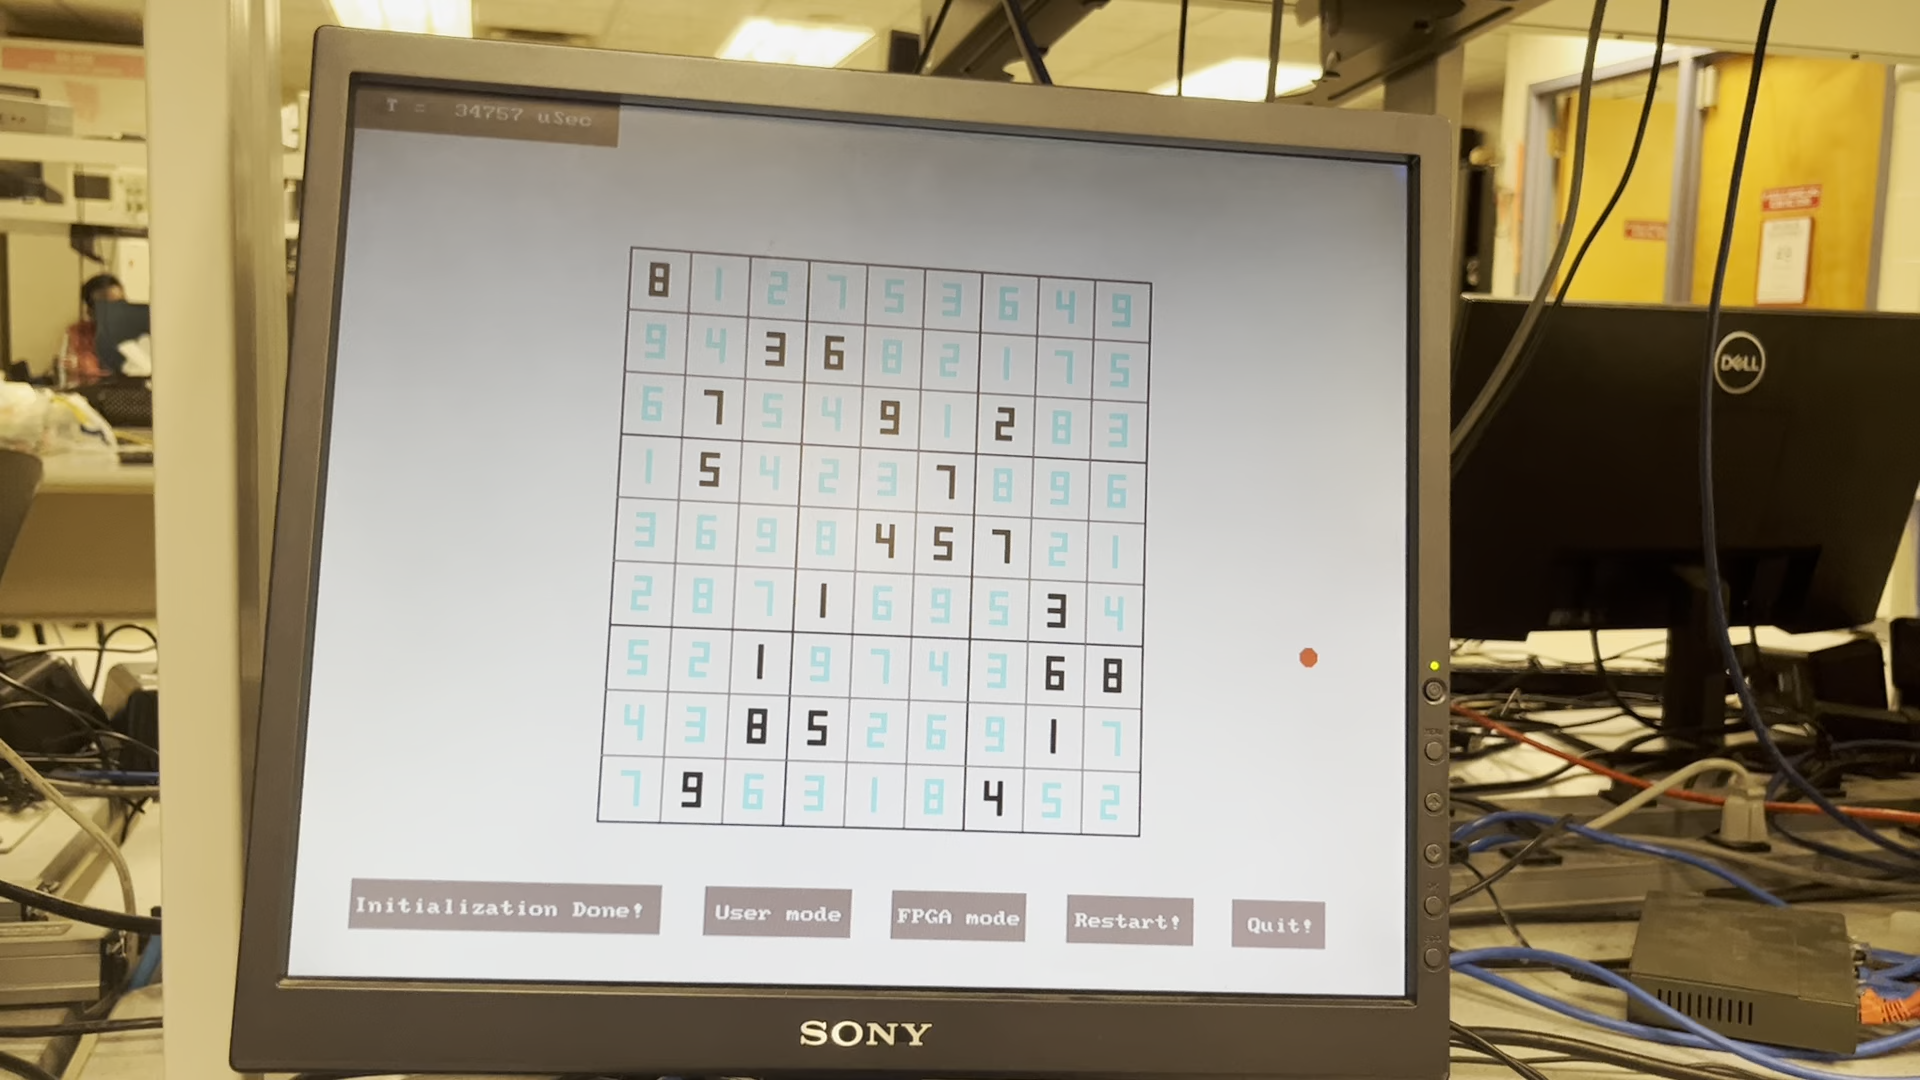 T = 34757 uSec
8 1 2 7 5 3 6 4 9
9 4 3 6 8 2 1 7 5
6 7 5 4 9 1 2 8 3
1 5 4 2 3 7 8 9 6
3 6 9 8 4 5 7 2 1
2 8 7 1 6 9 5 3 4
5 2 1 9 7 4 3 6 8
4 3 8 5 2 6 9 1 7
7 9 6 3 1 8 4 5 2
Initialization Done! User mode FPGA mode Restart! Quit!
SONY
DELL